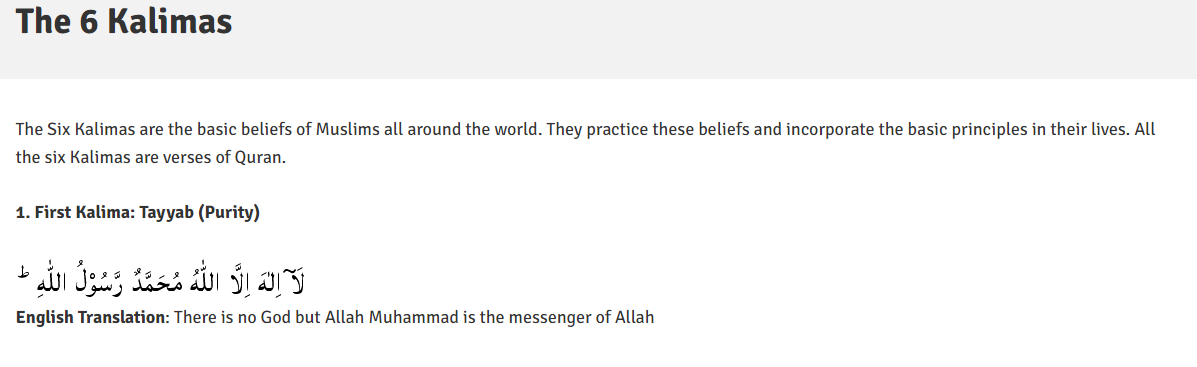 The 6 Kalimas
The Six Kalimas are the basic beliefs of Muslims all around the world. They practice these beliefs and incorporate the basic principles in their lives. All
the six Kalimas are verses of Quran.
1. First Kalima: Tayyab (Purity)
لَآ اِلٰهَ اِلَّا اللّٰهُ مُحَمَّدٌ رَّسُوْلُ اللّٰهِ ؕ
English Translation: There is no God but Allah Muhammad is the messenger of Allah